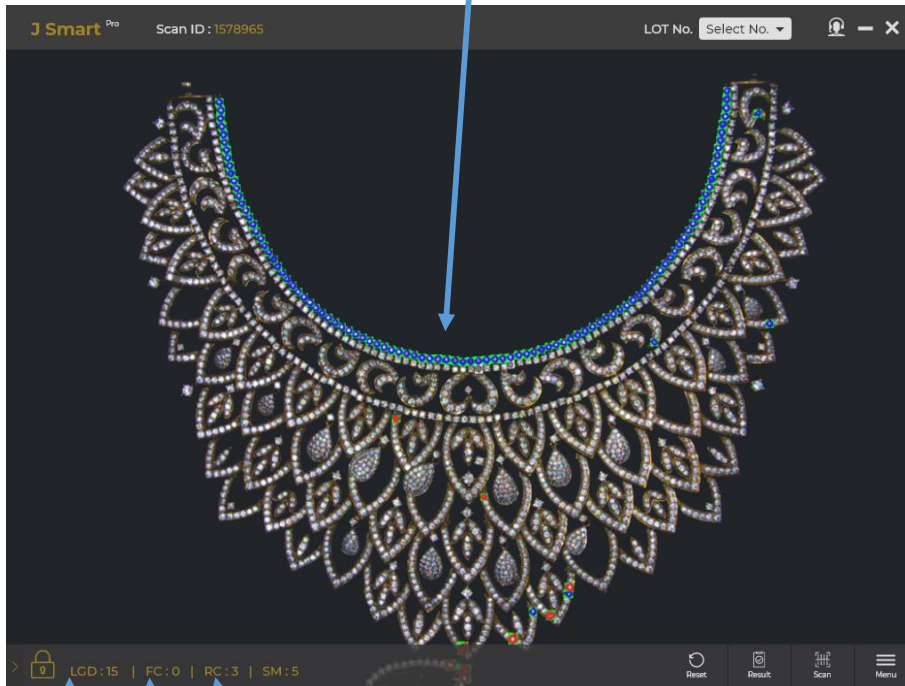 J Smart Pro Scan ID : 1578965 LOT No. Select No.
LGD : 15 | FC : 0 | RC : 3 | SM : 5 Reset Result Scan Menu